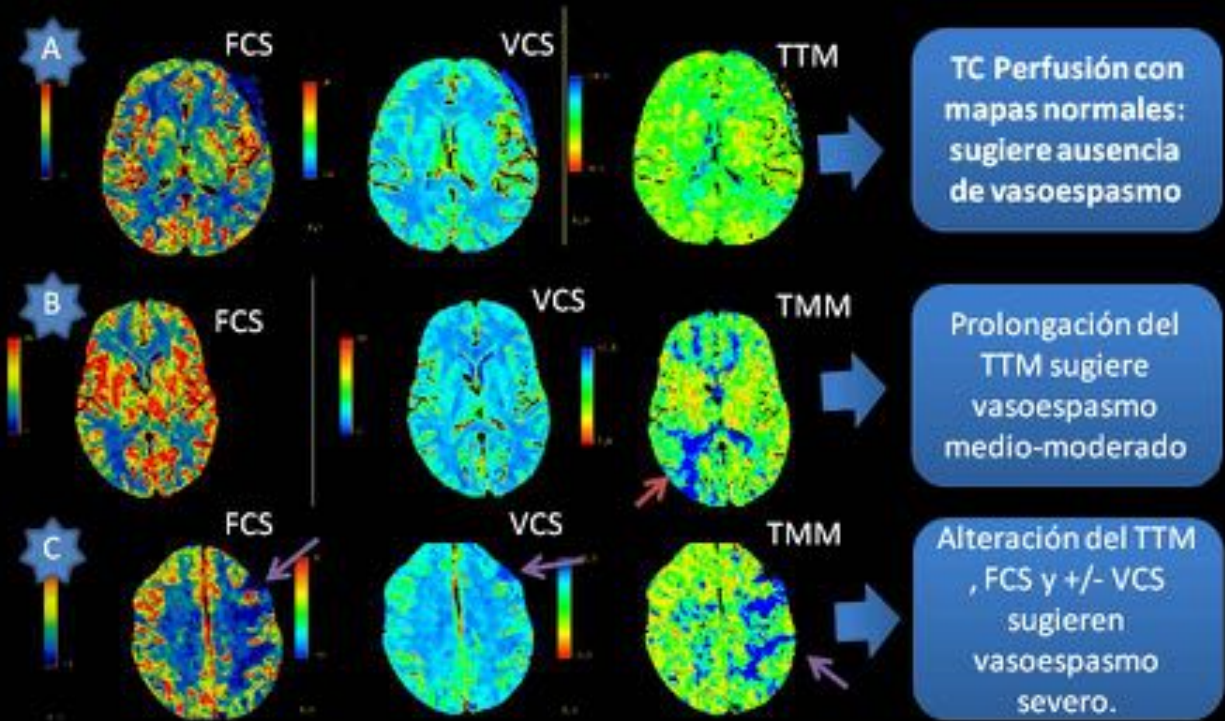 A
FCS
VCS
TTM
TC Perfusión con
mapas normales:
sugiere ausencia
de vasoespasmo
B
FCS
VCS
TMM
Prolongación del
TTM sugiere
vasoespasmo
medio-moderado
C
FCS
VCS
TMM
Alteración del TTM
, FCS y +/- VCS
sugieren
vasoespasmo
severo.